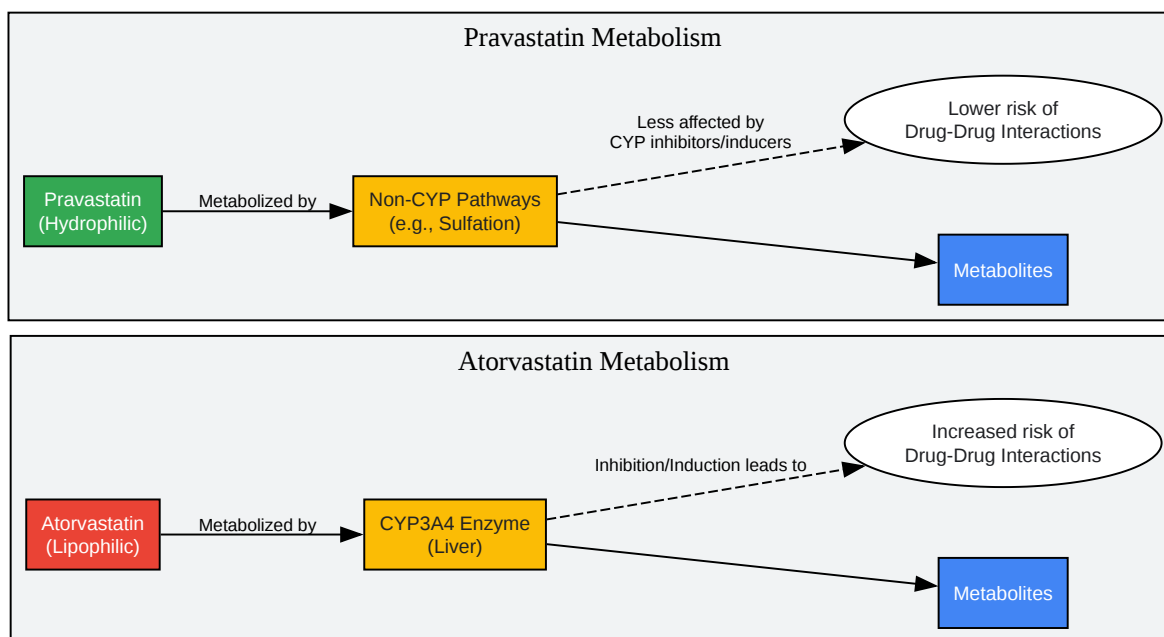 Pravastatin Metabolism
Lower risk of
Drug-Drug Interactions
Less affected by
CYP inhibitors/inducers
Pravastatin
(Hydrophilic)
Metabolized by
Non-CYP Pathways
(e.g., Sulfation)
Metabolites
Atorvastatin Metabolism
Increased risk of
Drug-Drug Interactions
Inhibition/Induction leads to
Atorvastatin
(Lipophilic)
Metabolized by
CYP3A4 Enzyme
(Liver)
Metabolites